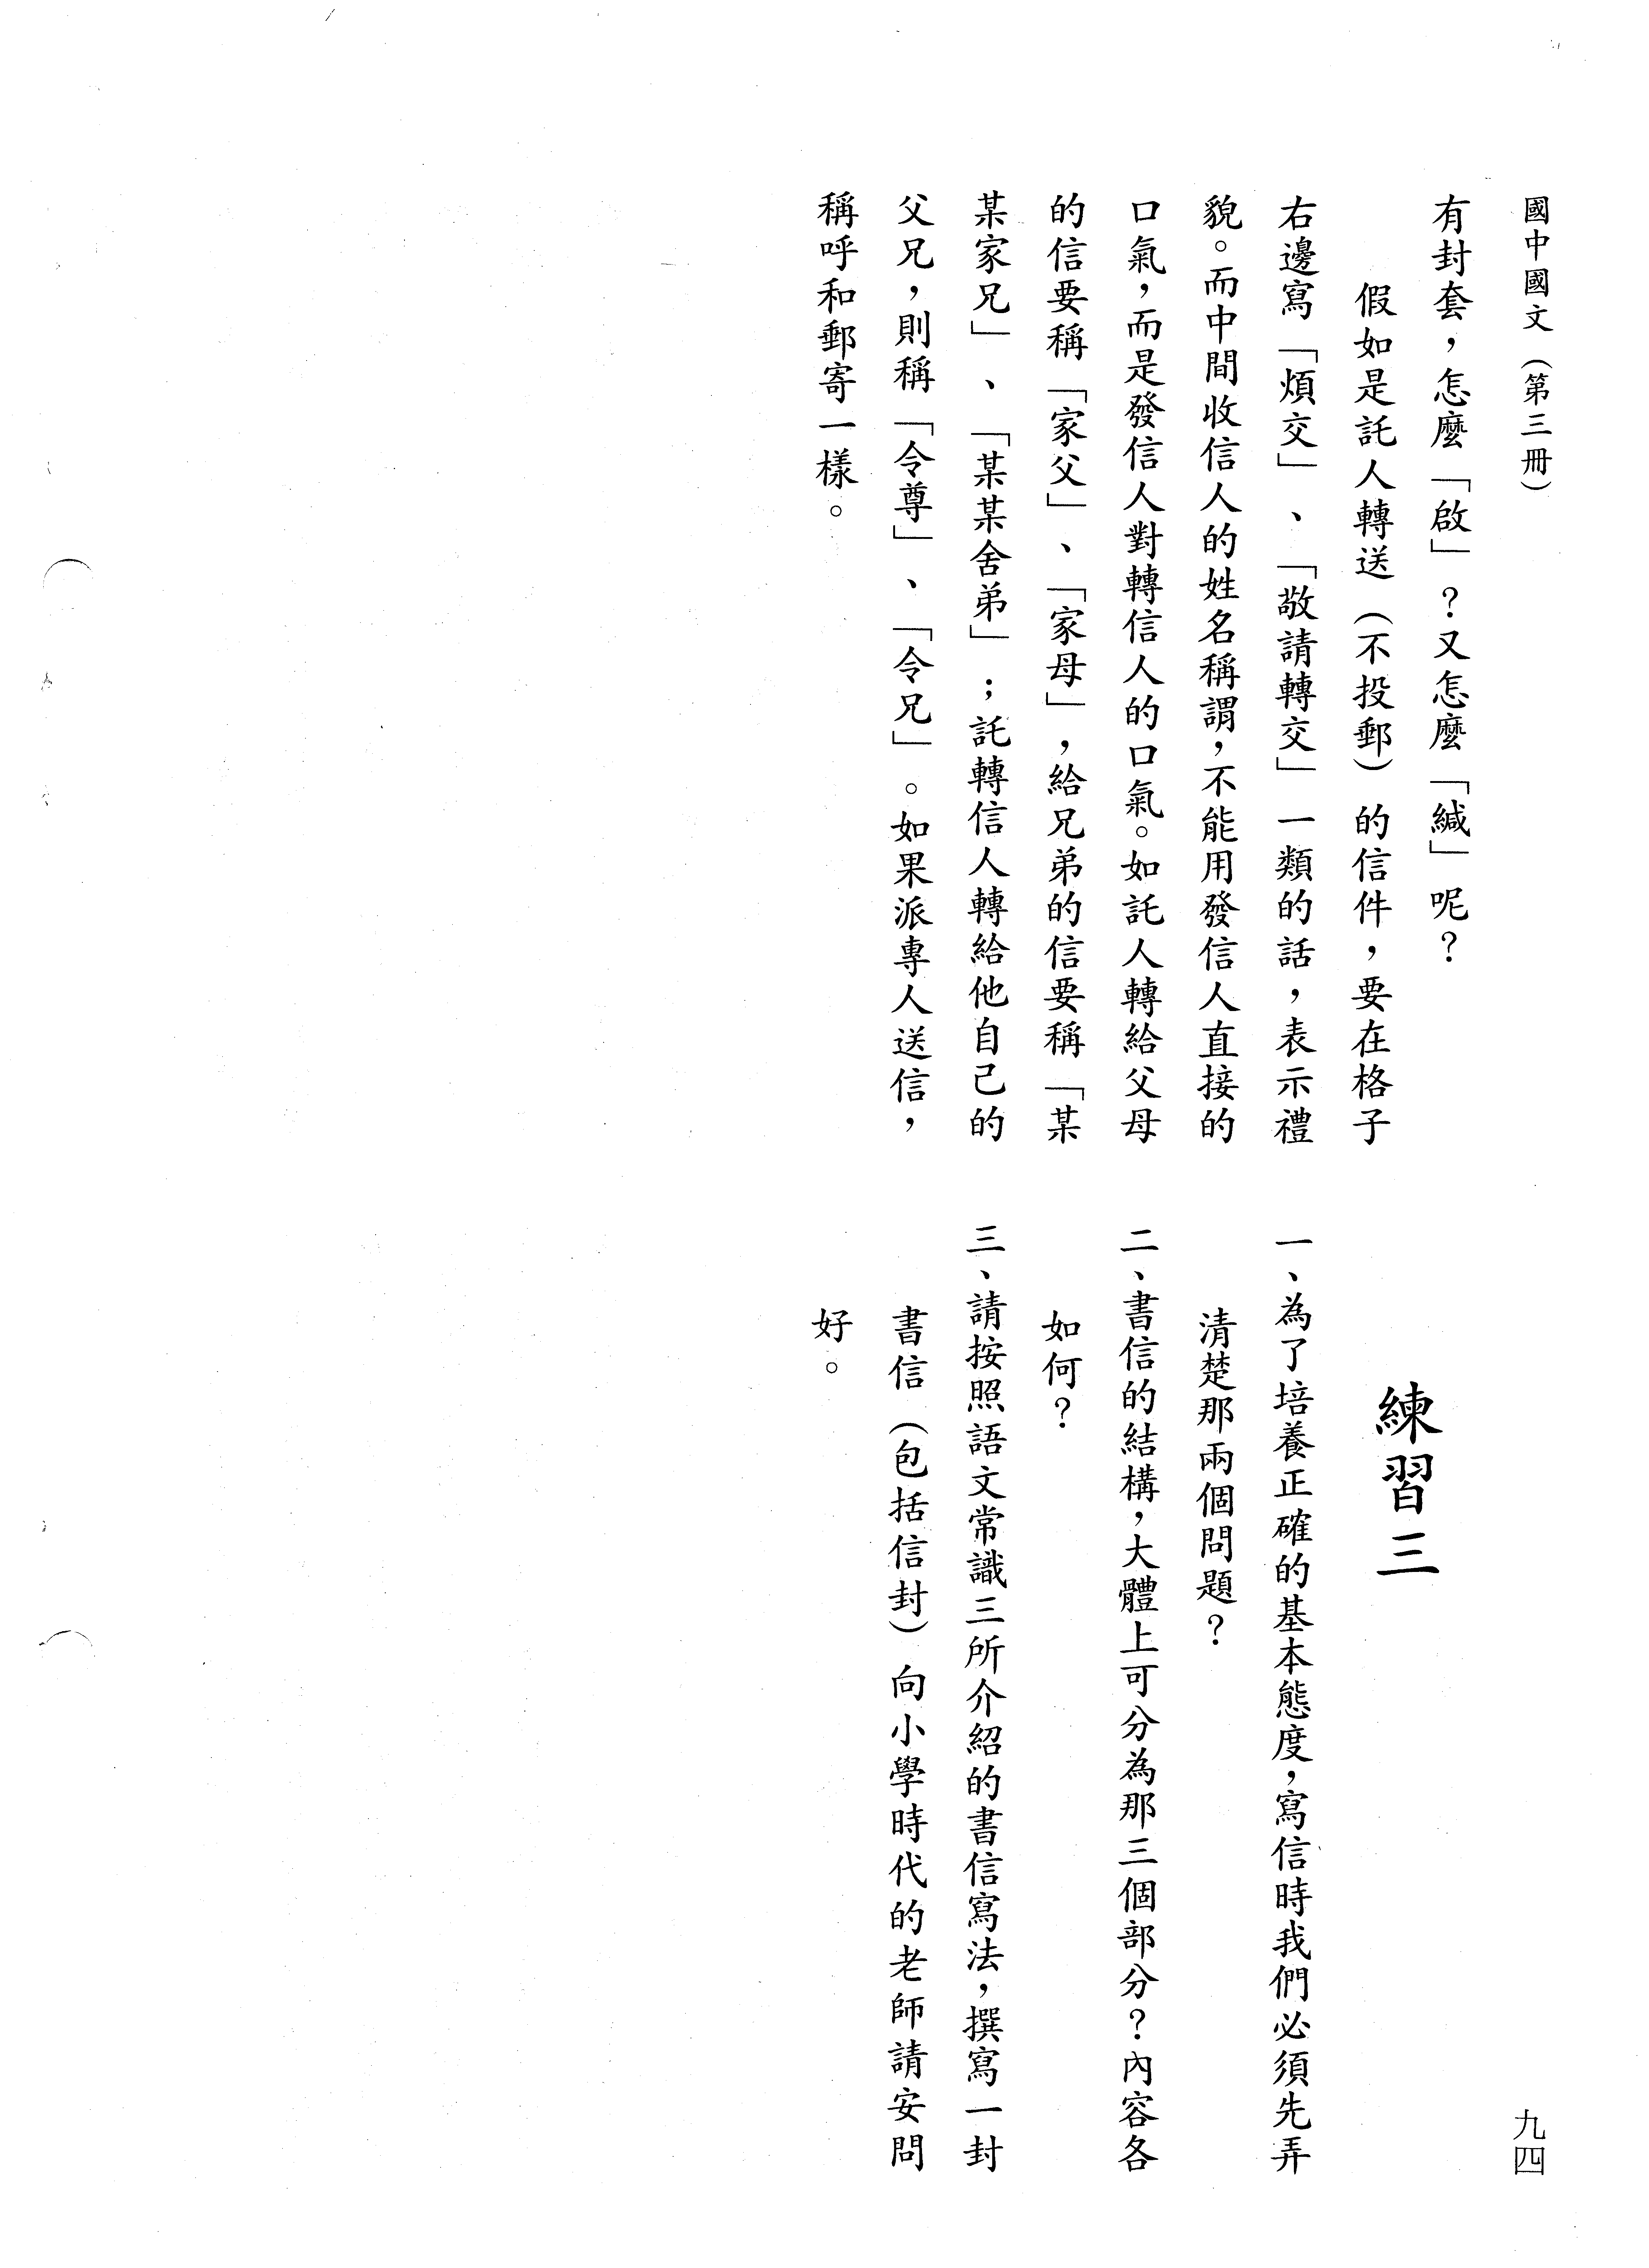 國中國文（第三冊）
有封套，怎麼「啟」？又怎麼「緘」呢？
假如是託人轉送（不投郵）的信件，要在格子
右邊寫「煩交」、「敬請轉交」一類的話，表示禮
貌。而中間收信人的姓名稱謂，不能用發信人直接的
口氣，而是發信人對轉信人的口氣。如託人轉給父母
的信要稱「家父」、「家母」，給兄弟的信要稱「某
某家兄」、「某某舍弟」；託轉信人轉給他自己的
父兄，則稱「令尊」、「令兄」。如果派專人送信，
稱呼和郵寄一樣。
練習三
一、為了培養正確的基本態度，寫信時我們必須先弄
清楚那兩個問題？
二、書信的結構，大體上可分為那三個部分？內容各
如何？
三、請按照語文常識三所介紹的書信寫法，撰寫一封
書信（包括信封）向小學時代的老師請安問
好。
九四